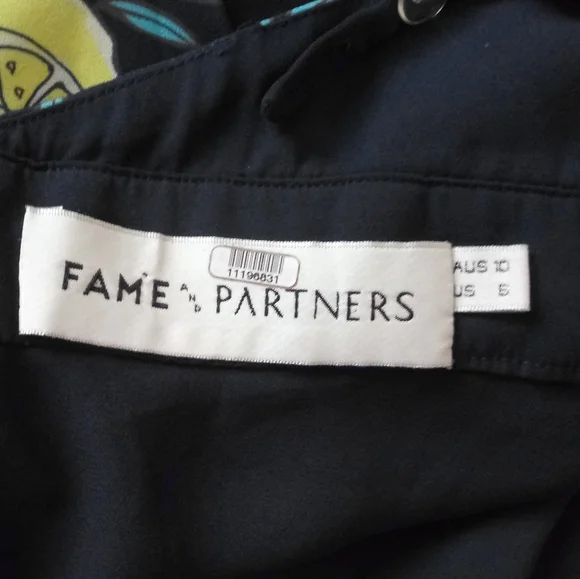 11196831
FAME AND PARTNERS
AUS 10
US 6